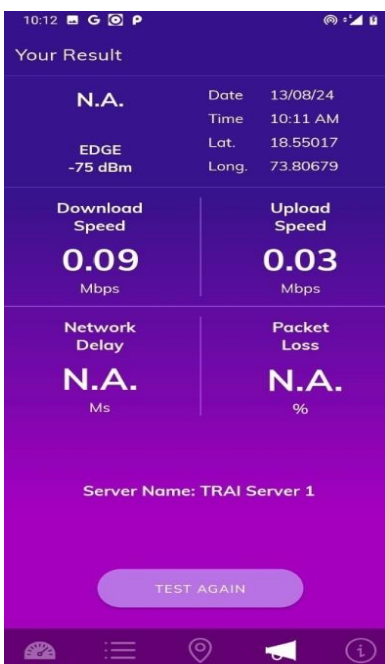 10:12 G P
Your Result
N.A.
EDGE
-75 dBm
Date 13/08/24
Time 10:11 AM
Lat. 18.55017
Long. 73.80679
Download
Speed
0.09
Mbps
Upload
Speed
0.03
Mbps
Network
Delay
N.A.
Ms
Packet
Loss
N.A.
%
Server Name: TRAI Server 1
TEST AGAIN